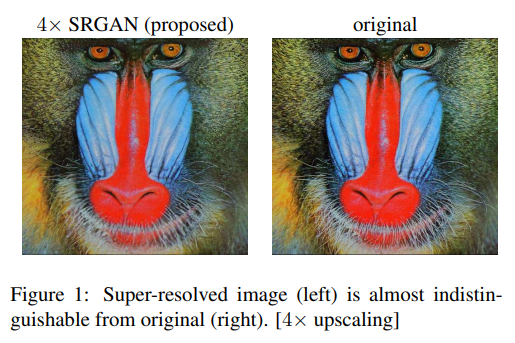 4× SRGAN (proposed)
original
Figure 1: Super-resolved image (left) is almost indistin-
guishable from original (right). [4× upscaling]